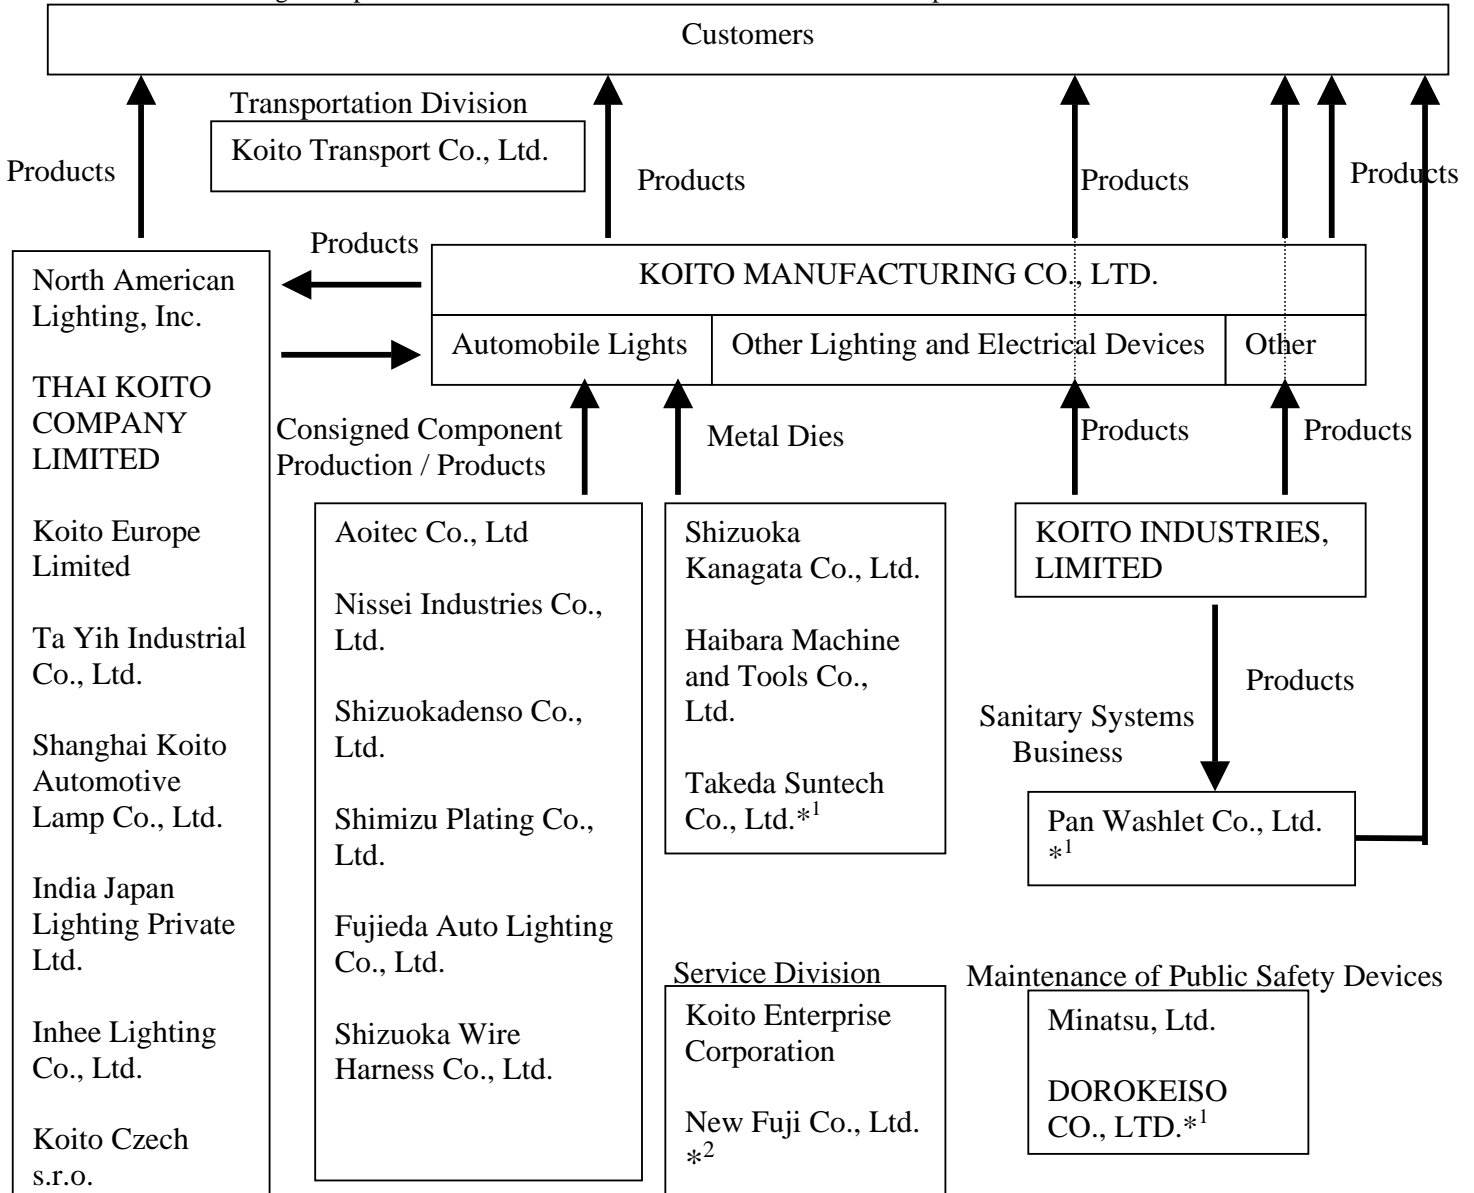 Customers
Transportation Division
Koito Transport Co., Ltd.
Products
Products
Products
Products
Products
KOITO MANUFACTURING CO., LTD.
Automobile Lights
Other Lighting and Electrical Devices
Other
North American
Lighting, Inc.
THAI KOITO
COMPANY
LIMITED
Koito Europe
Limited
Ta Yih Industrial
Co., Ltd.
Shanghai Koito
Automotive
Lamp Co., Ltd.
India Japan
Lighting Private
Ltd.
Inhee Lighting
Co., Ltd.
Koito Czech
s.r.o.
Consigned Component
Production / Products
Metal Dies
Products
Products
Aoitec Co., Ltd
Nissei Industries Co.,
Ltd.
Shizuokadenso Co.,
Ltd.
Shimizu Plating Co.,
Ltd.
Fujieda Auto Lighting
Co., Ltd.
Shizuoka Wire
Harness Co., Ltd.
Shizuoka
Kanagata Co., Ltd.
Haibara Machine
and Tools Co.,
Ltd.
Takeda Suntech
Co., Ltd.*1
KOITO INDUSTRIES,
LIMITED
Products
Sanitary Systems
Business
Pan Washlet Co., Ltd.
*1
Service Division
Koito Enterprise
Corporation
New Fuji Co., Ltd.
*2
Maintenance of Public Safety Devices
Minatsu, Ltd.
DOROKEISO
CO., LTD.*1